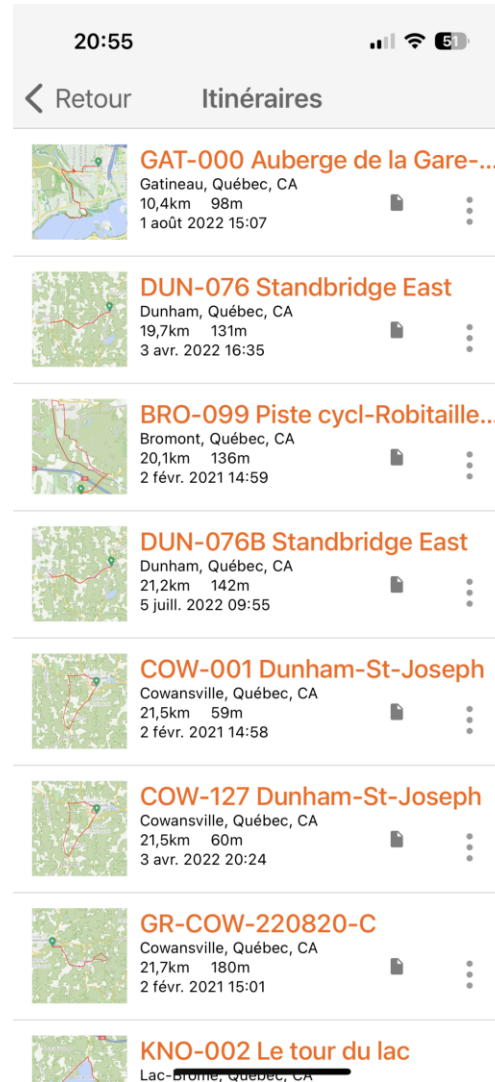 20:55
51
Retour
Itinéraires
GAT-000 Auberge de la Gare-...
Gatineau, Québec, CA
10,4km 98m
1 août 2022 15:07
DUN-076 Standbridge East
Dunham, Québec, CA
19,7km 131m
3 avr. 2022 16:35
BRO-099 Piste cycl-Robitaille...
Bromont, Québec, CA
20,1km 136m
2 févr. 2021 14:59
DUN-076B Standbridge East
Dunham, Québec, CA
21,2km 142m
5 juill. 2022 09:55
COW-001 Dunham-St-Joseph
Cowansville, Québec, CA
21,5km 59m
2 févr. 2021 14:58
COW-127 Dunham-St-Joseph
Cowansville, Québec, CA
21,5km 60m
3 avr. 2022 20:24
GR-COW-220820-C
Cowansville, Québec, CA
21,7km 180m
2 févr. 2021 15:01
KNO-002 Le tour du lac
Lac-Brome, Québec, CA